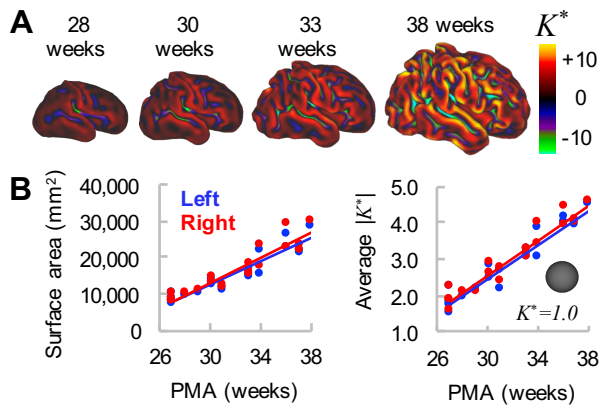 A
28 weeks
30 weeks
33 weeks
38 weeks
K*
+10
0
-10
B
Surface area (mm²)
40,000
30,000
20,000
10,000
0
Left
Right
26
30
34
38
PMA (weeks)
Average |K*|
5.0
4.0
3.0
2.0
1.0
K*=1.0
26
30
34
38
PMA (weeks)